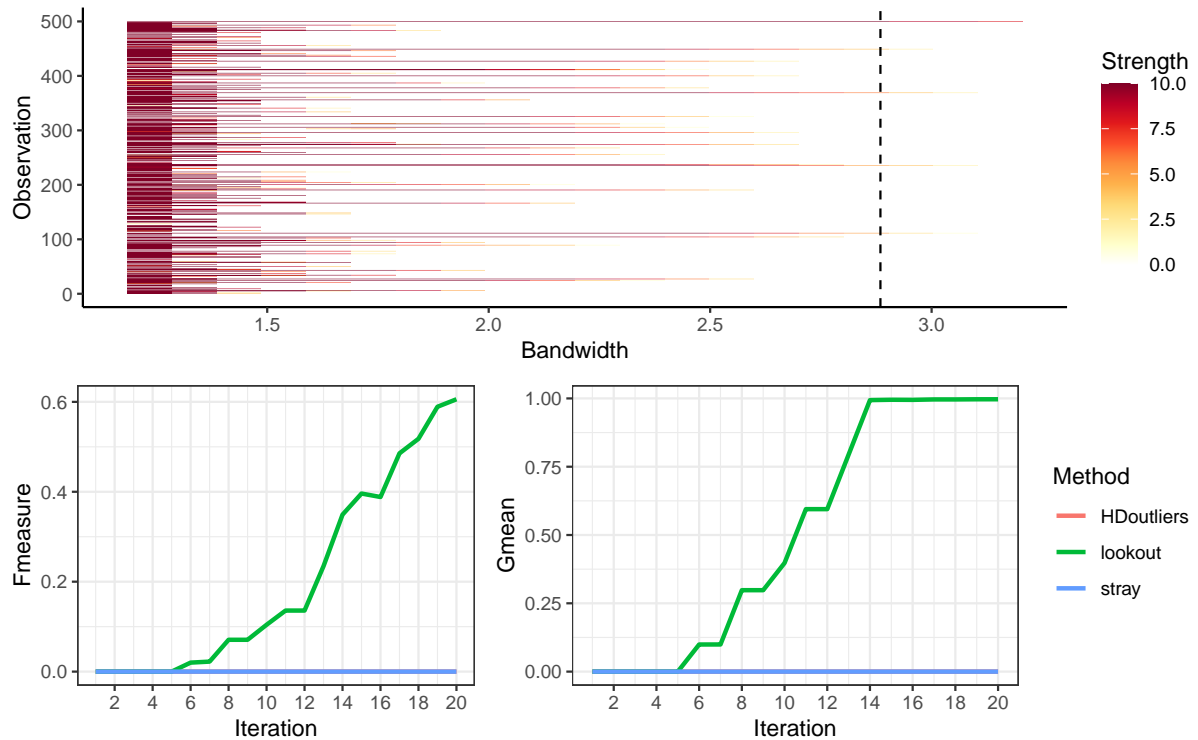 500
400
300
200
100
0
Observation
1.5 2.0 2.5 3.0
Bandwidth
Strength
10.0
7.5
5.0
2.5
0.0
0.6
0.4
0.2
0.0
Fmeasure
2 4 6 8 10 12 14 16 18 20
Iteration
1.00
0.75
0.50
0.25
0.00
Gmean
2 4 6 8 10 12 14 16 18 20
Iteration
Method
HDoutliers
lookout
stray